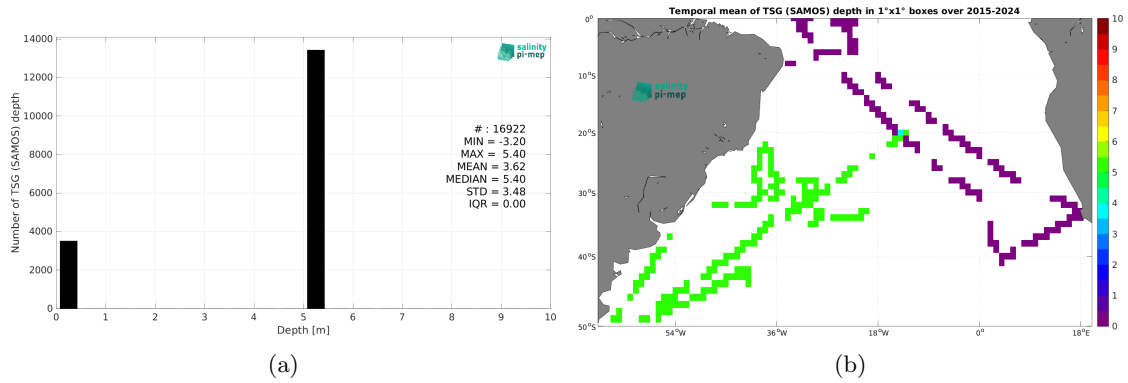 14000
12000
10000
8000
6000
4000
2000
0
Number of TSG (SAMOS) depth
salinity
pi-mep
# : 16922
MIN = -3.20
MAX = 5.40
MEAN = 3.62
MEDIAN = 5.40
STD = 3.48
IQR = 0.00
0 1 2 3 4 5 6 7 8 9 10
Depth [m]
(a)
Temporal mean of TSG (SAMOS) depth in 1°x1° boxes over 2015-2024
0°
10°S
20°S
30°S
40°S
50°S
salinity
pi-mep
54°W 36°W 18°W 0° 18°E
10
9
8
7
6
5
4
3
2
1
0
(b)